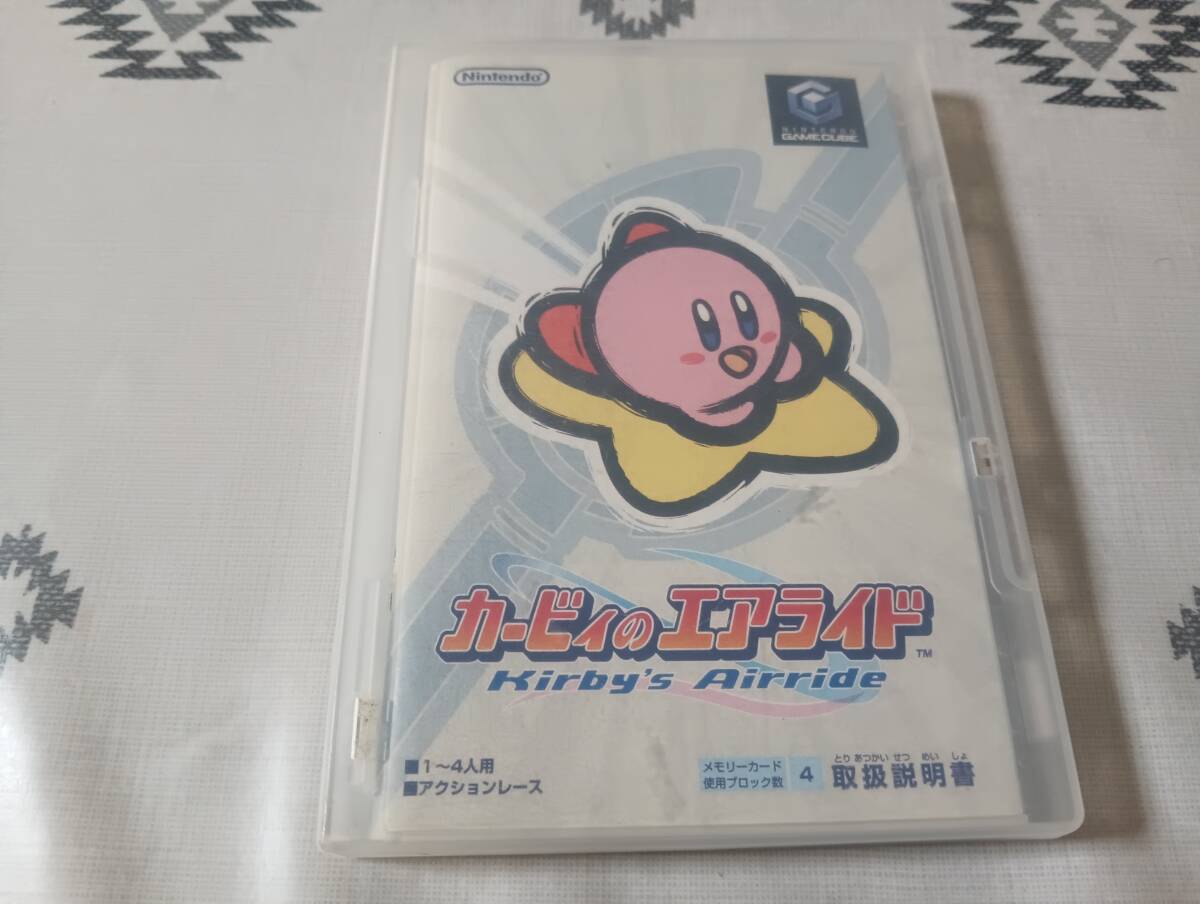 Nintendo
NINTENDO
GAMECUBE
カービィのエアライド™
Kirby's Airride
■1～4人用
■アクションレース
メモリーカード
使用ブロック数 4
とりあつかいせつ めい しょ
取扱説明書